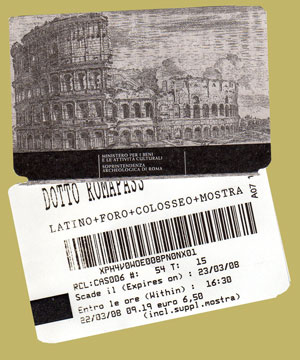 MINISTERO PER I BENI
E LE ATTIVITÀ CULTURALI
SOPRINTENDENZA
ARCHEOLOGICA DI ROMA
DOTTO ROMAPASS
LATINO+FORO+COLOSSEO+MOSTRA
XPH4V0WOEDO8PNONX01
RCL:CAS006 #: 54 T: 15
Scade il (Expires on) : 23/03/08
Entro le ore (Within) : 16:30
22/03/08 09.19 euro 6,50
(incl.suppl.mostra)